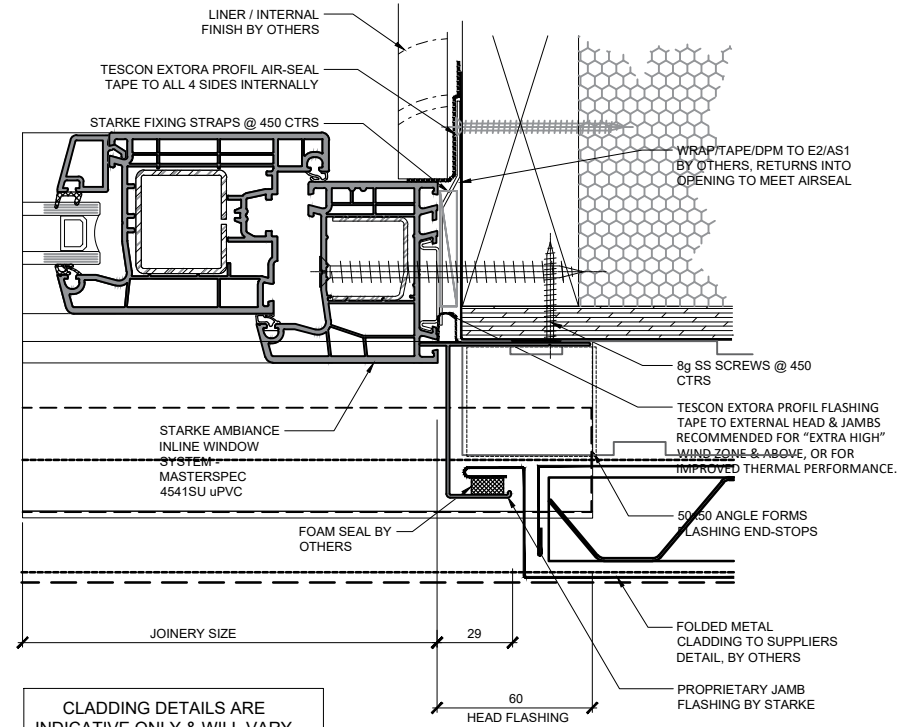 LINER / INTERNAL
FINISH BY OTHERS
TESCON EXTORA PROFIL AIR-SEAL
TAPE TO ALL 4 SIDES INTERNALLY
STARKE FIXING STRAPS @ 450 CTRS
WRAP/TAPE/DPM TO E2/AS1
BY OTHERS, RETURNS INTO
OPENING TO MEET AIRSEAL
8g SS SCREWS @ 450
CTRS
TESCON EXTORA PROFIL FLASHING
TAPE TO EXTERNAL HEAD & JAMBS
RECOMMENDED FOR “EXTRA HIGH”
WIND ZONE & ABOVE, OR FOR
IMPROVED THERMAL PERFORMANCE.
STARKE AMBIANCE
INLINE WINDOW
SYSTEM -
MASTERSPEC
4541SU uPVC
FOAM SEAL BY
OTHERS
50x50 ANGLE FORMS
FLASHING END-STOPS
JOINERY SIZE
29
FOLDED METAL
CLADDING TO SUPPLIERS
DETAIL, BY OTHERS
60
HEAD FLASHING
PROPRIETARY JAMB
FLASHING BY STARKE
CLADDING DETAILS ARE
INDICATIVE ONLY & WILL VARY